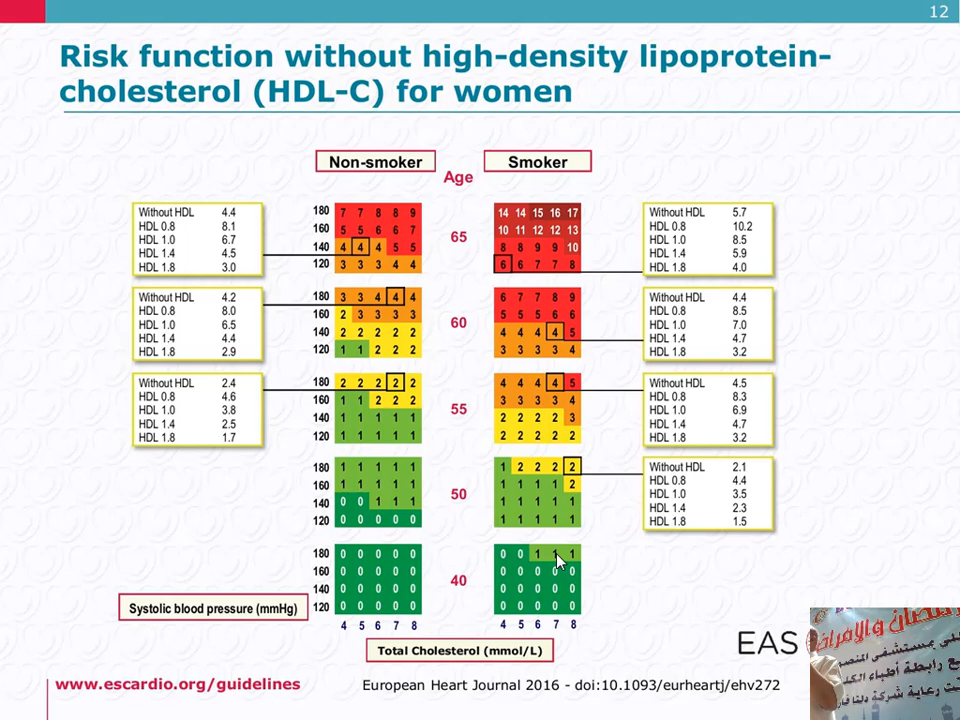 12
Risk function without high-density lipoprotein-
cholesterol (HDL-C) for women
Non-smoker
Smoker
Age
Without HDL 4.4
HDL 0.8 8.1
HDL 1.0 6.7
HDL 1.4 4.5
HDL 1.8 3.0
180 7 7 8 8 9
160 5 5 6 6 7
140 4 4 4 5 5
120 3 3 3 4 4
65
14 14 15 16 17
10 11 12 12 13
8 8 9 9 10
6 6 7 7 8
Without HDL 5.7
HDL 0.8 10.2
HDL 1.0 8.5
HDL 1.4 5.9
HDL 1.8 4.0
Without HDL 4.2
HDL 0.8 8.0
HDL 1.0 6.5
HDL 1.4 4.4
HDL 1.8 2.9
180 3 3 4 4 4
160 2 3 3 3 3
140 2 2 2 2 2
120 1 1 2 2 2
60
6 7 7 8 9
5 5 5 6 6
4 4 4 4 5
3 3 3 3 4
Without HDL 4.4
HDL 0.8 8.5
HDL 1.0 7.0
HDL 1.4 4.7
HDL 1.8 3.2
Without HDL 2.4
HDL 0.8 4.6
HDL 1.0 3.8
HDL 1.4 2.5
HDL 1.8 1.7
180 2 2 2 2 2
160 1 1 2 2 2
140 1 1 1 1 1
120 1 1 1 1 1
55
4 4 4 4 5
3 3 3 3 4
2 2 2 2 3
2 2 2 2 2
Without HDL 4.5
HDL 0.8 8.3
HDL 1.0 6.9
HDL 1.4 4.7
HDL 1.8 3.2
180 1 1 1 1 1
160 1 1 1 1 1
140 0 0 1 1 1
120 0 0 0 0 0
50
1 2 2 2 2
1 1 1 1 2
1 1 1 1 1
1 1 1 1 1
Without HDL 2.1
HDL 0.8 4.4
HDL 1.0 3.5
HDL 1.4 2.3
HDL 1.8 1.5
180 0 0 0 0 0
160 0 0 0 0 0
140 0 0 0 0 0
120 0 0 0 0 0
40
0 0 1 1 1
0 0 0 0 0
0 0 0 0 0
0 0 0 0 0
Systolic blood pressure (mmHg)
4 5 6 7 8
4 5 6 7 8
Total Cholesterol (mmol/L)
EAS
www.escardio.org/guidelines
European Heart Journal 2016 - doi:10.1093/eurheartj/ehv272
والإمراض
بمستشفى
رابطة أطباء
رعاية شركة دلتا